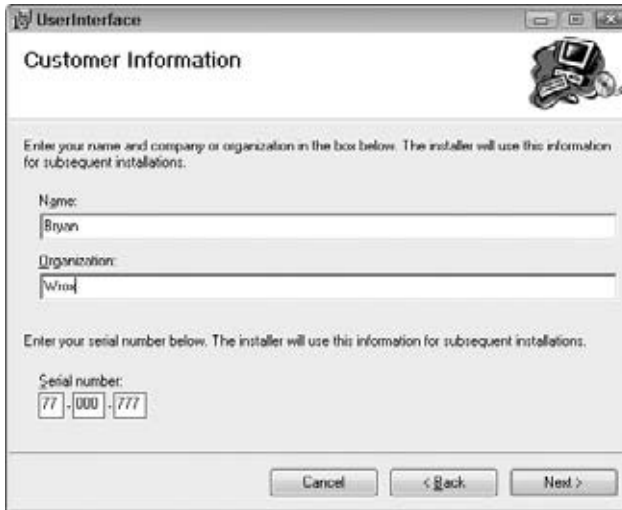 UserInterface
Customer Information
Enter your name and company or organization in the box below. The installer will use this information
for subsequent installations.
Name:
Bryan
Organization:
Wrox
Enter your serial number below. The installer will use this information for subsequent installations.
Serial number:
77 - 000 - 777
Cancel < Back Next >